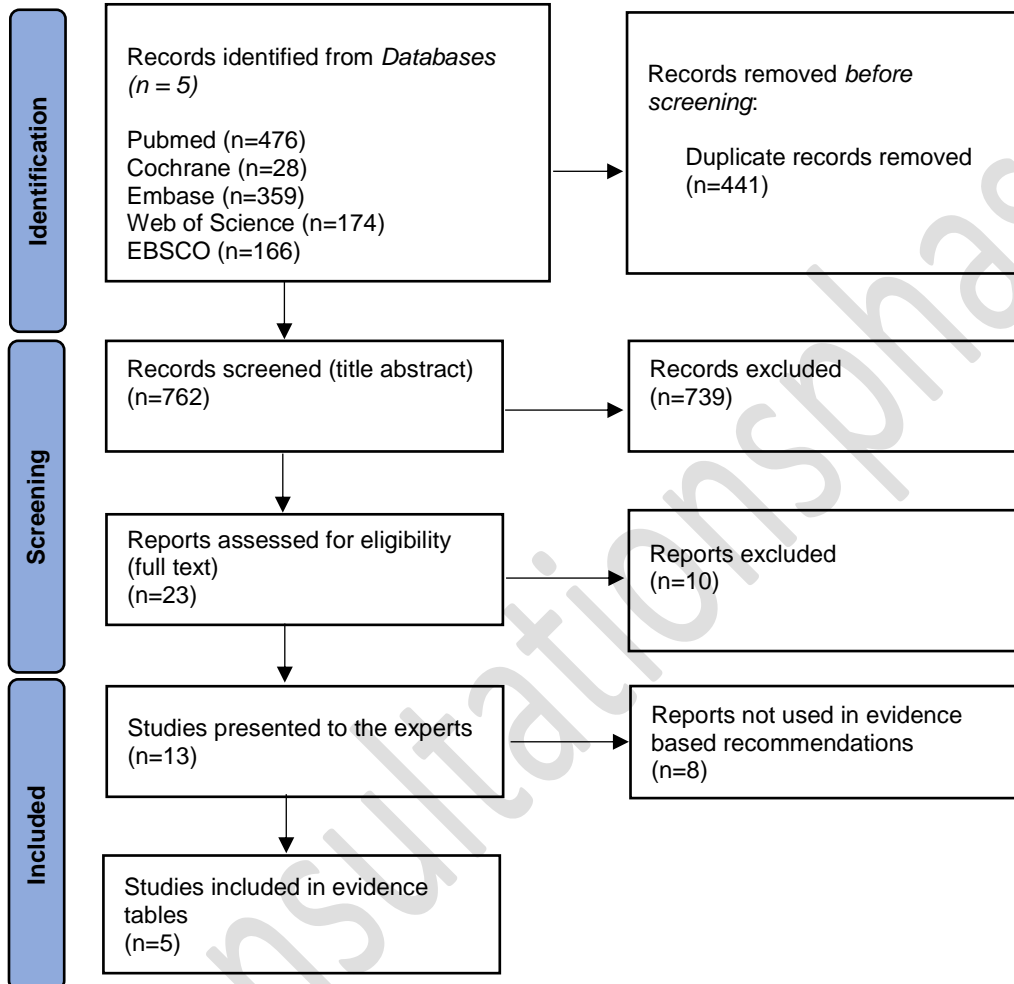 Identification
Records identified from Databases
(n = 5)
Pubmed (n=476)
Cochrane (n=28)
Embase (n=359)
Web of Science (n=174)
EBSCO (n=166)
Records removed before
screening:
Duplicate records removed
(n=441)
Screening
Records screened (title abstract)
(n=762)
Records excluded
(n=739)
Reports assessed for eligibility
(full text)
(n=23)
Reports excluded
(n=10)
Included
Studies presented to the experts
(n=13)
Reports not used in evidence
based recommendations
(n=8)
Studies included in evidence
tables
(n=5)
nsultationsphas